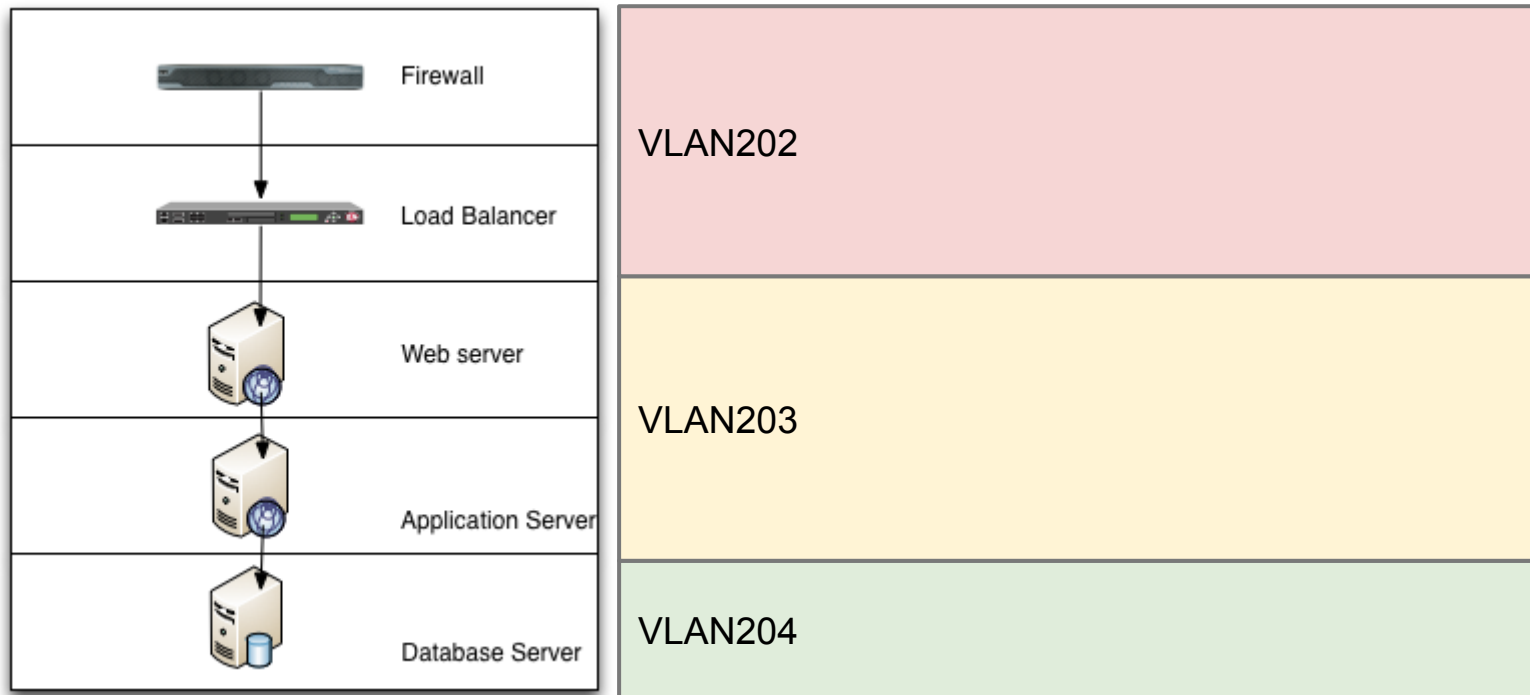 Firewall
VLAN202
Load Balancer
Web server
VLAN203
Application Server
Database Server
VLAN204